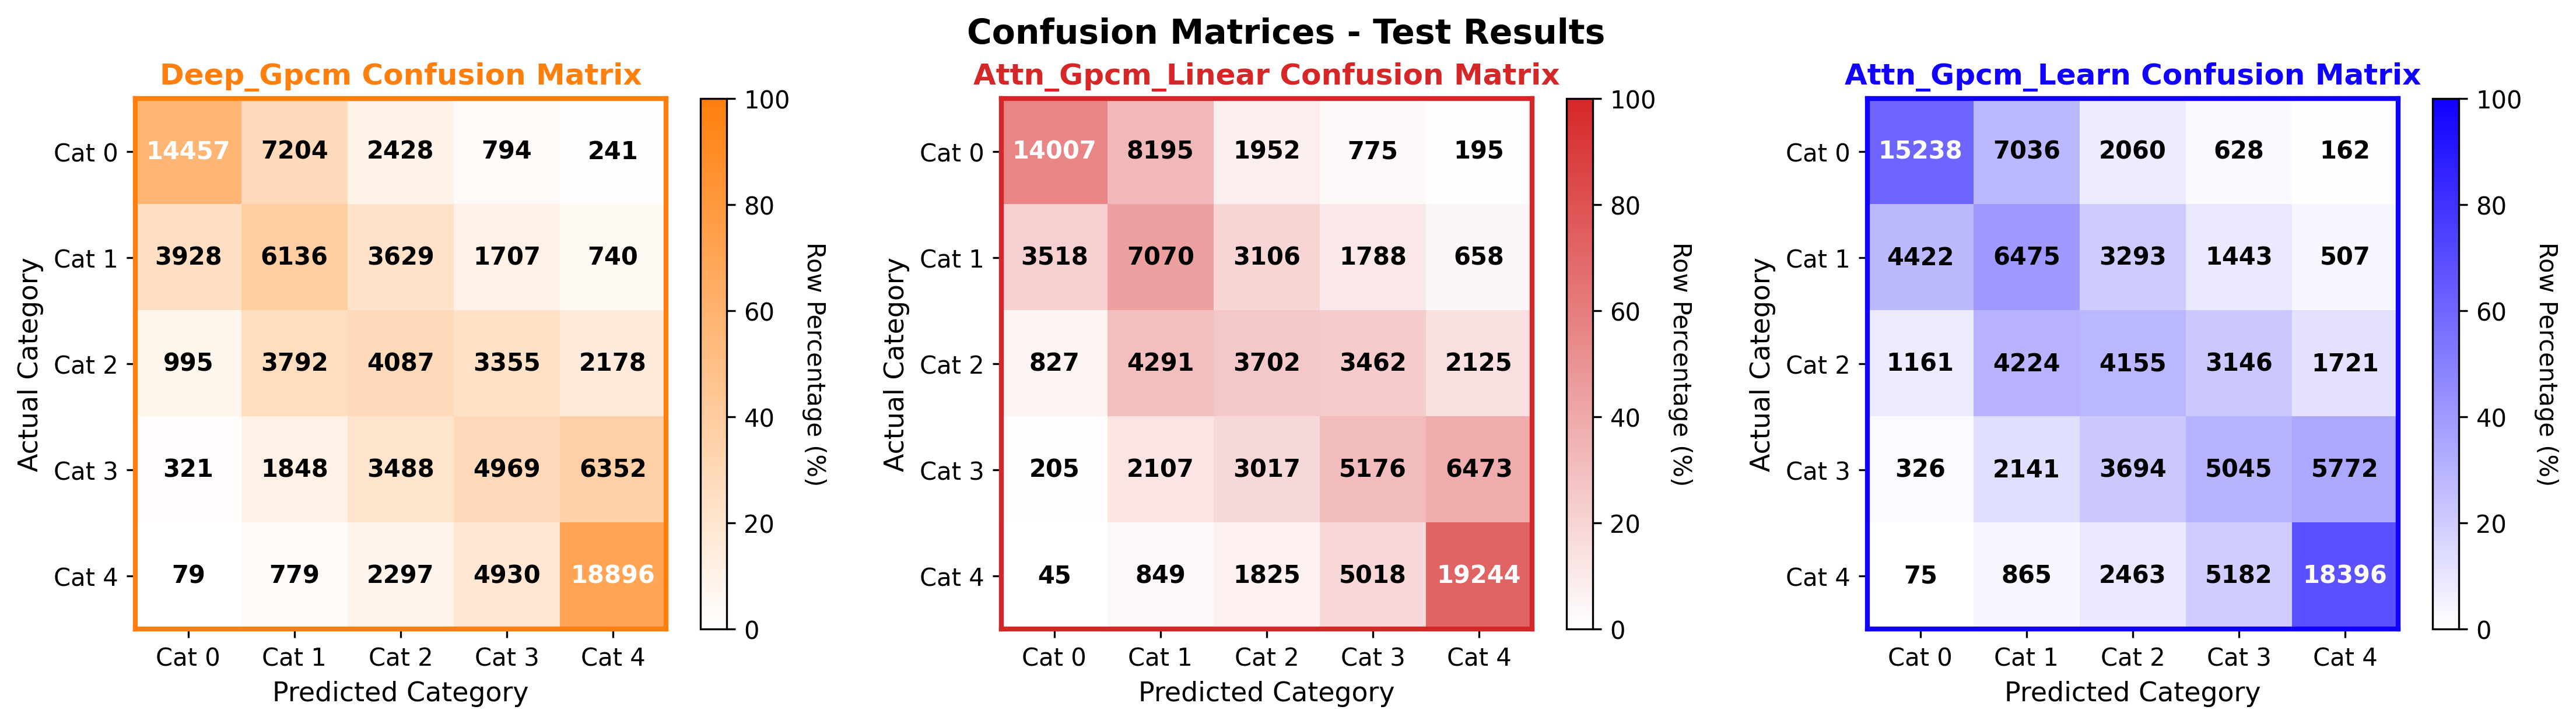 Confusion Matrices - Test Results
Deep_Gpcm Confusion Matrix
Actual Category
Cat 0 14457 7204 2428 794 241
Cat 1 3928 6136 3629 1707 740
Cat 2 995 3792 4087 3355 2178
Cat 3 321 1848 3488 4969 6352
Cat 4 79 779 2297 4930 18896
Cat 0 Cat 1 Cat 2 Cat 3 Cat 4
Predicted Category
100
80
60
40
20
0
Row Percentage (%)
Attn_Gpcm_Linear Confusion Matrix
Actual Category
Cat 0 14007 8195 1952 775 195
Cat 1 3518 7070 3106 1788 658
Cat 2 827 4291 3702 3462 2125
Cat 3 205 2107 3017 5176 6473
Cat 4 45 849 1825 5018 19244
Cat 0 Cat 1 Cat 2 Cat 3 Cat 4
Predicted Category
100
80
60
40
20
0
Row Percentage (%)
Attn_Gpcm_Learn Confusion Matrix
Actual Category
Cat 0 15238 7036 2060 628 162
Cat 1 4422 6475 3293 1443 507
Cat 2 1161 4224 4155 3146 1721
Cat 3 326 2141 3694 5045 5772
Cat 4 75 865 2463 5182 18396
Cat 0 Cat 1 Cat 2 Cat 3 Cat 4
Predicted Category
100
80
60
40
20
0
Row Percentage (%)